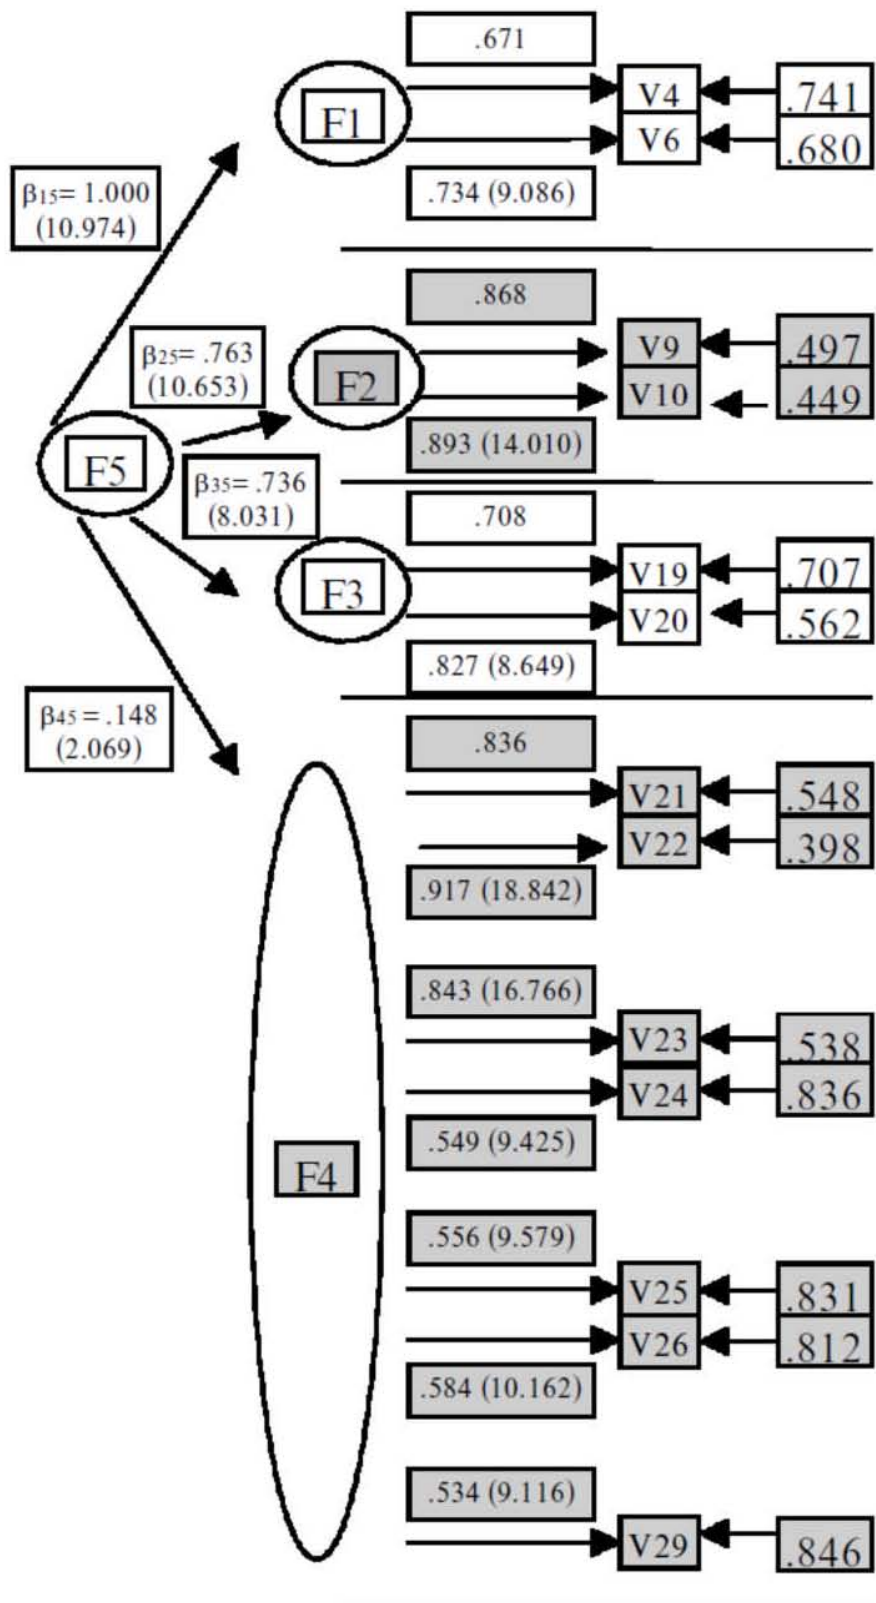 .671
F1
V4
.741
V6
.680
.734 (9.086)
β15= 1.000
(10.974)
.868
β25= .763
(10.653)
F2
V9
.497
V10
.449
.893 (14.010)
F5
β35= .736
(8.031)
.708
F3
V19
.707
V20
.562
.827 (8.649)
β45 = .148
(2.069)
.836
V21
.548
V22
.398
.917 (18.842)
.843 (16.766)
V23
.538
V24
.836
.549 (9.425)
F4
.556 (9.579)
V25
.831
V26
.812
.584 (10.162)
.534 (9.116)
V29
.846